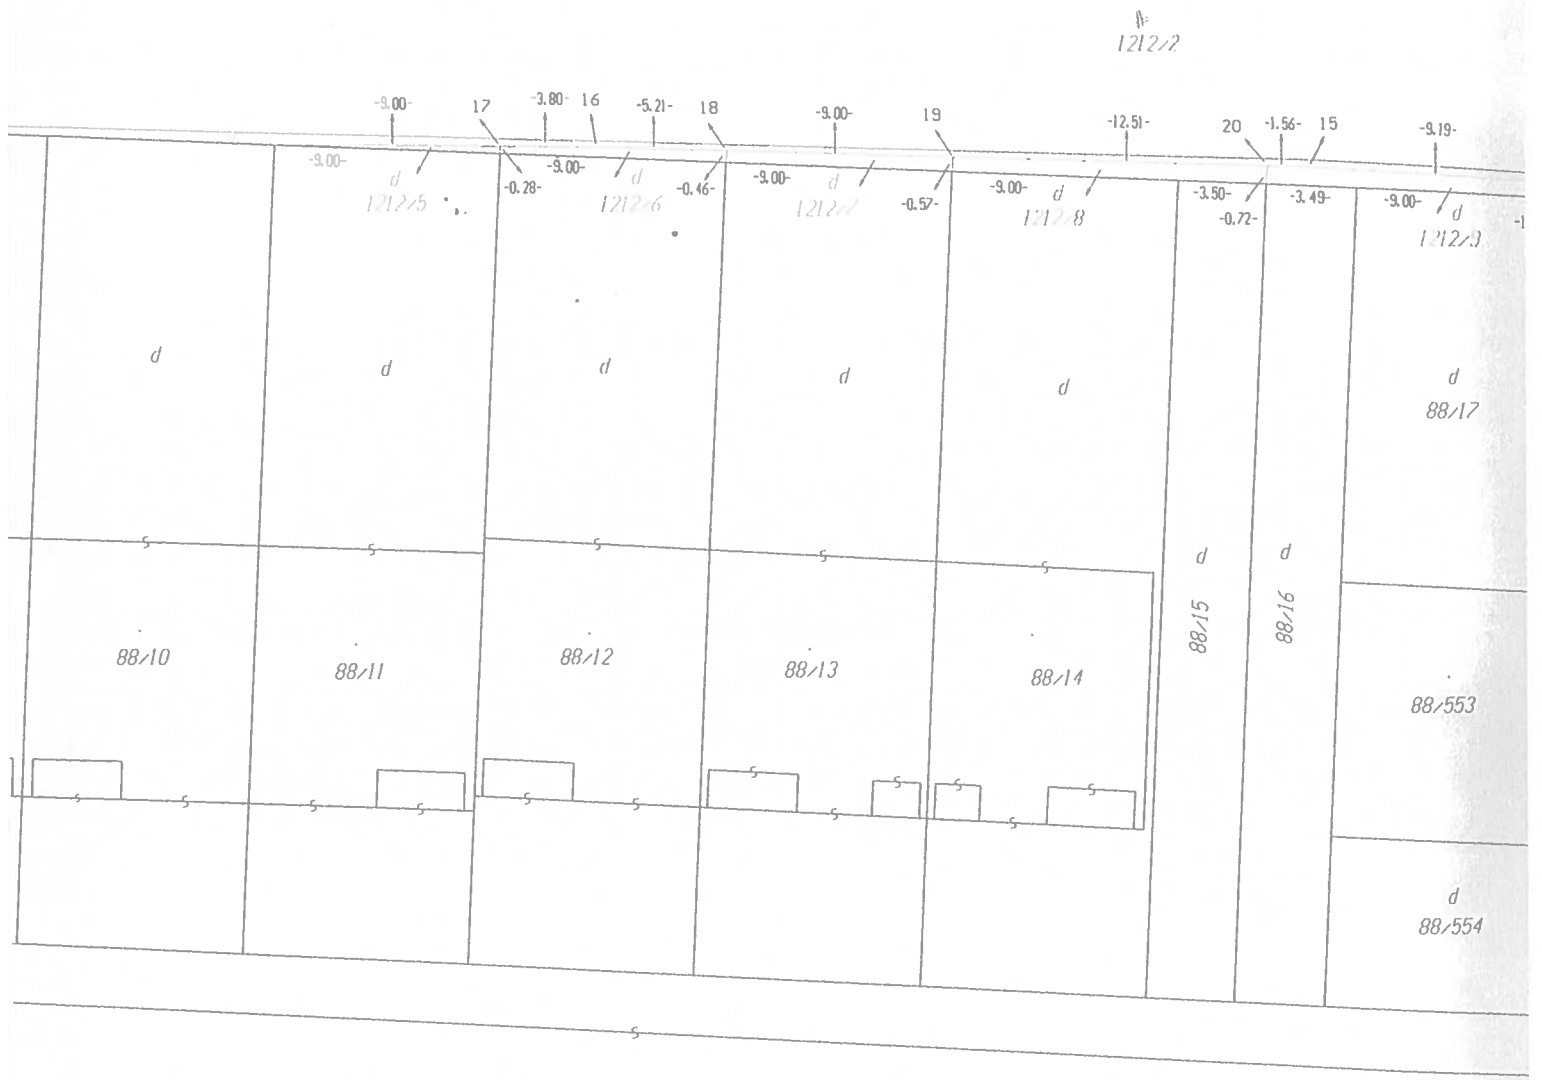 1212/2
-9.00- 17 -3.80- 16 -5.21- 18 -9.00- 19 -12.51- 20 -1.56- 15 -9.19-
-9.00- -0.28- -9.00- -0.46- -9.00- -0.57- -9.00- -3.50- -0.72- -3.49- -9.00-
d d d d d
1212/5 1212/6 1212/8 1212/9
d d d d d d
88/17
d d
88/15 88/16
88/10 88/11 88/12 88/13 88/14
88/553
d
88/554